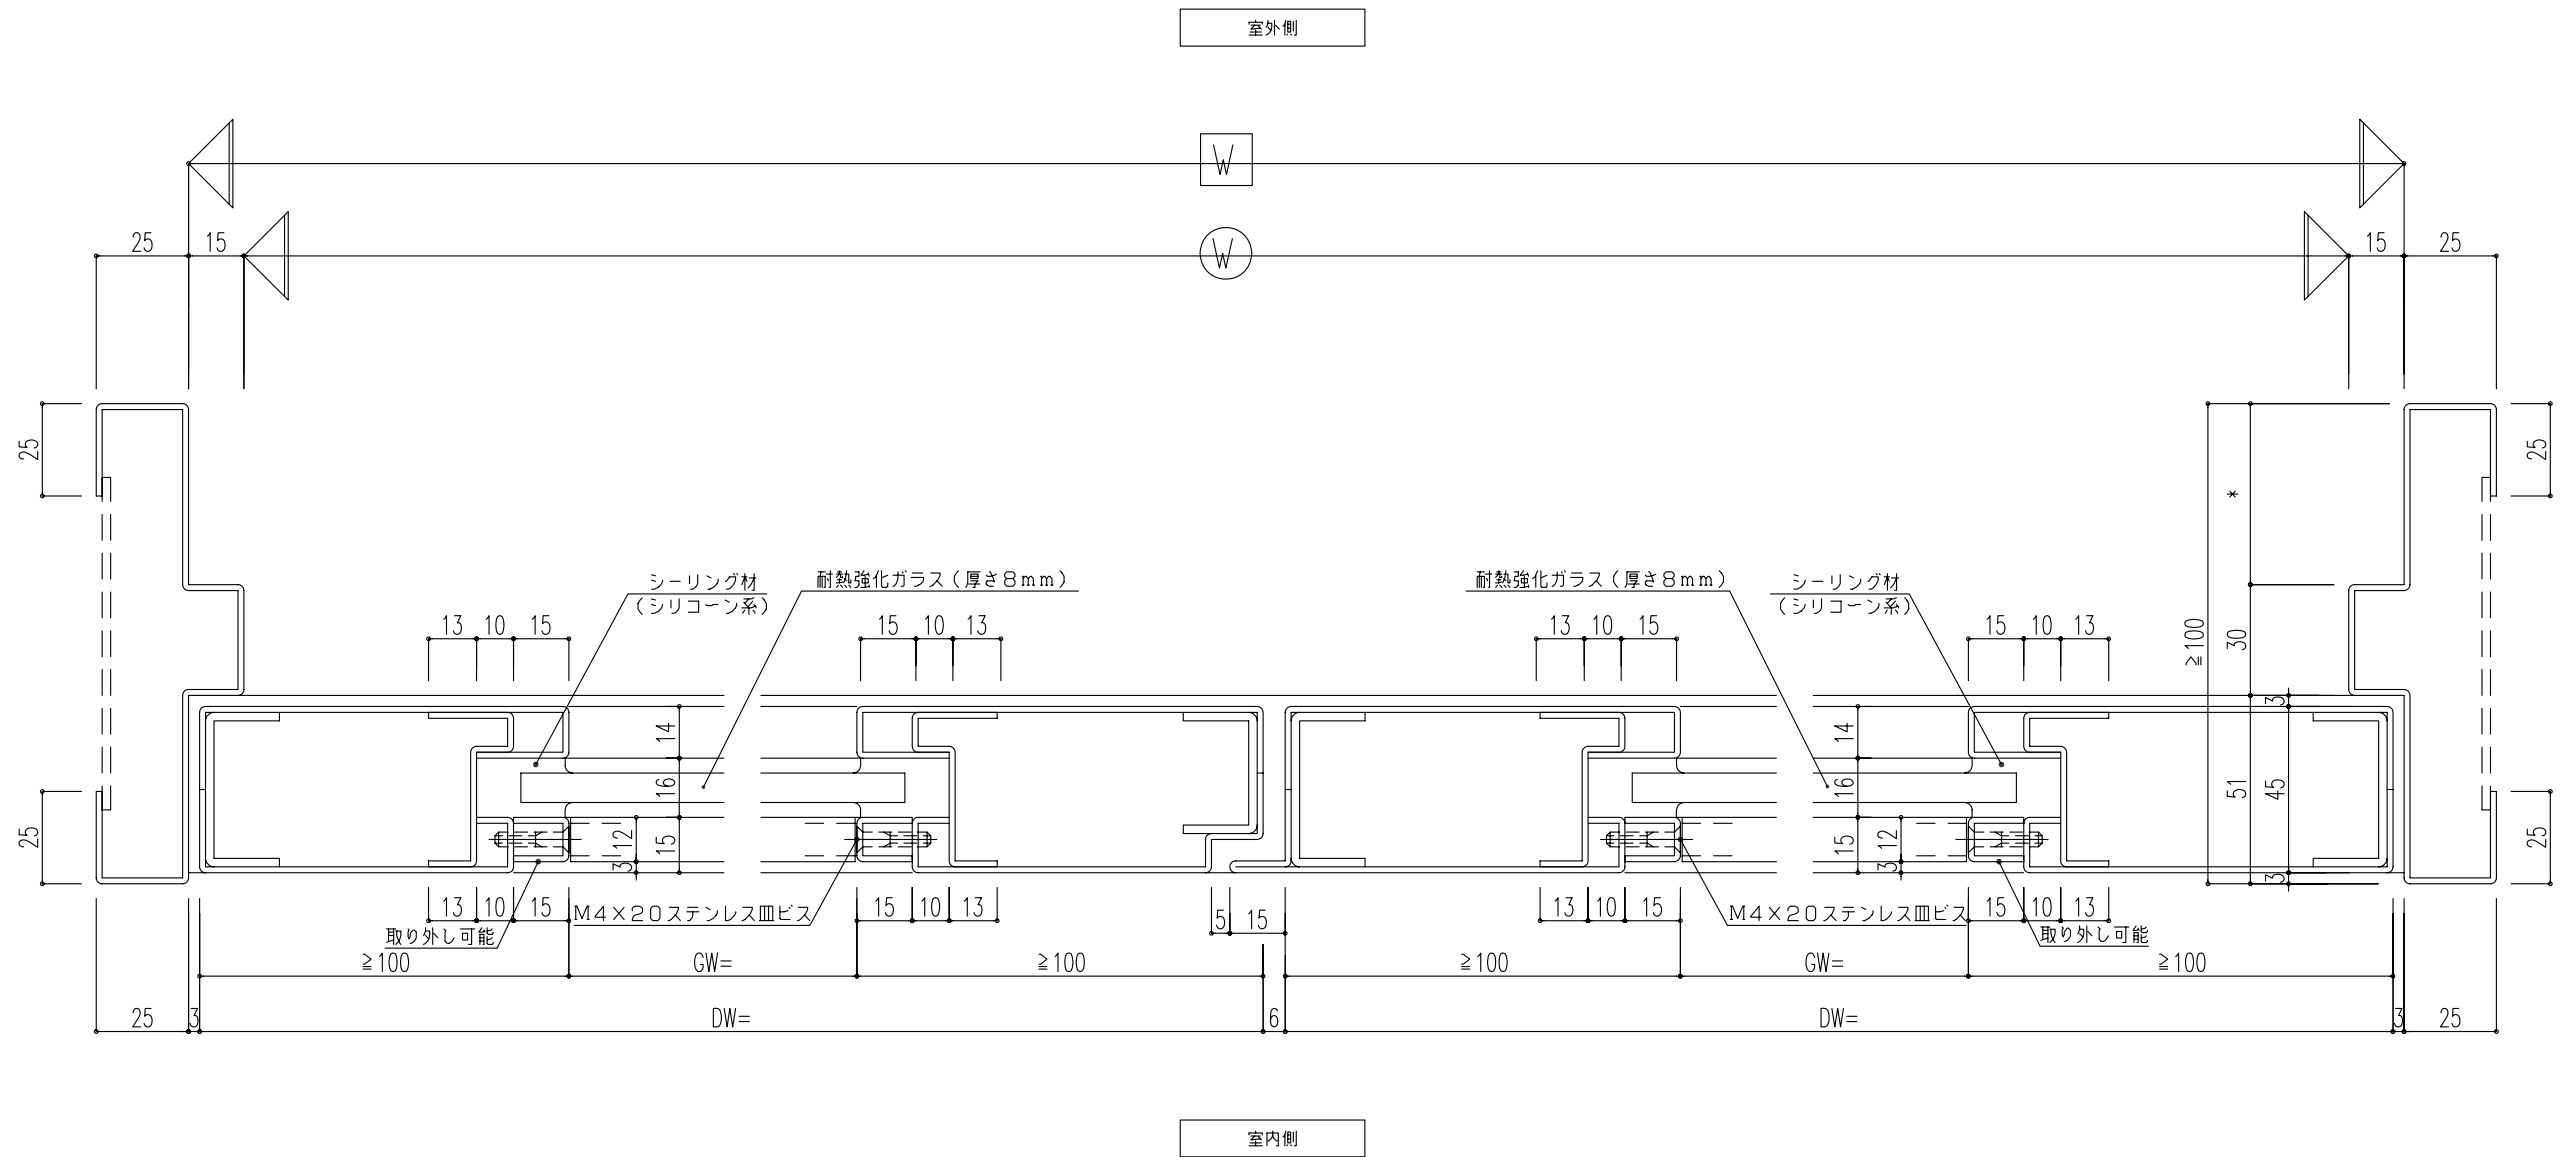 室外側
W
25 15 W 15 25
25 25
*
シーリング材
（シリコーン系）
耐熱強化ガラス（厚さ8mm）
耐熱強化ガラス（厚さ8mm）
シーリング材
（シリコーン系）
13 10 15 15 10 13 13 10 15 15 10 13
≧100 30
3
14 14
16 16 51 45
12 15 3 15 12 3
25 25
3
13 10 15 M4×20ステンレス皿ビス 15 10 13 5 15 13 10 15 M4×20ステンレス皿ビス 15 10 13
取り外し可能 取り外し可能
≧100 GW= ≧100 ≧100 GW= ≧100
25 3 DW= 6 DW= 3 25
室内側